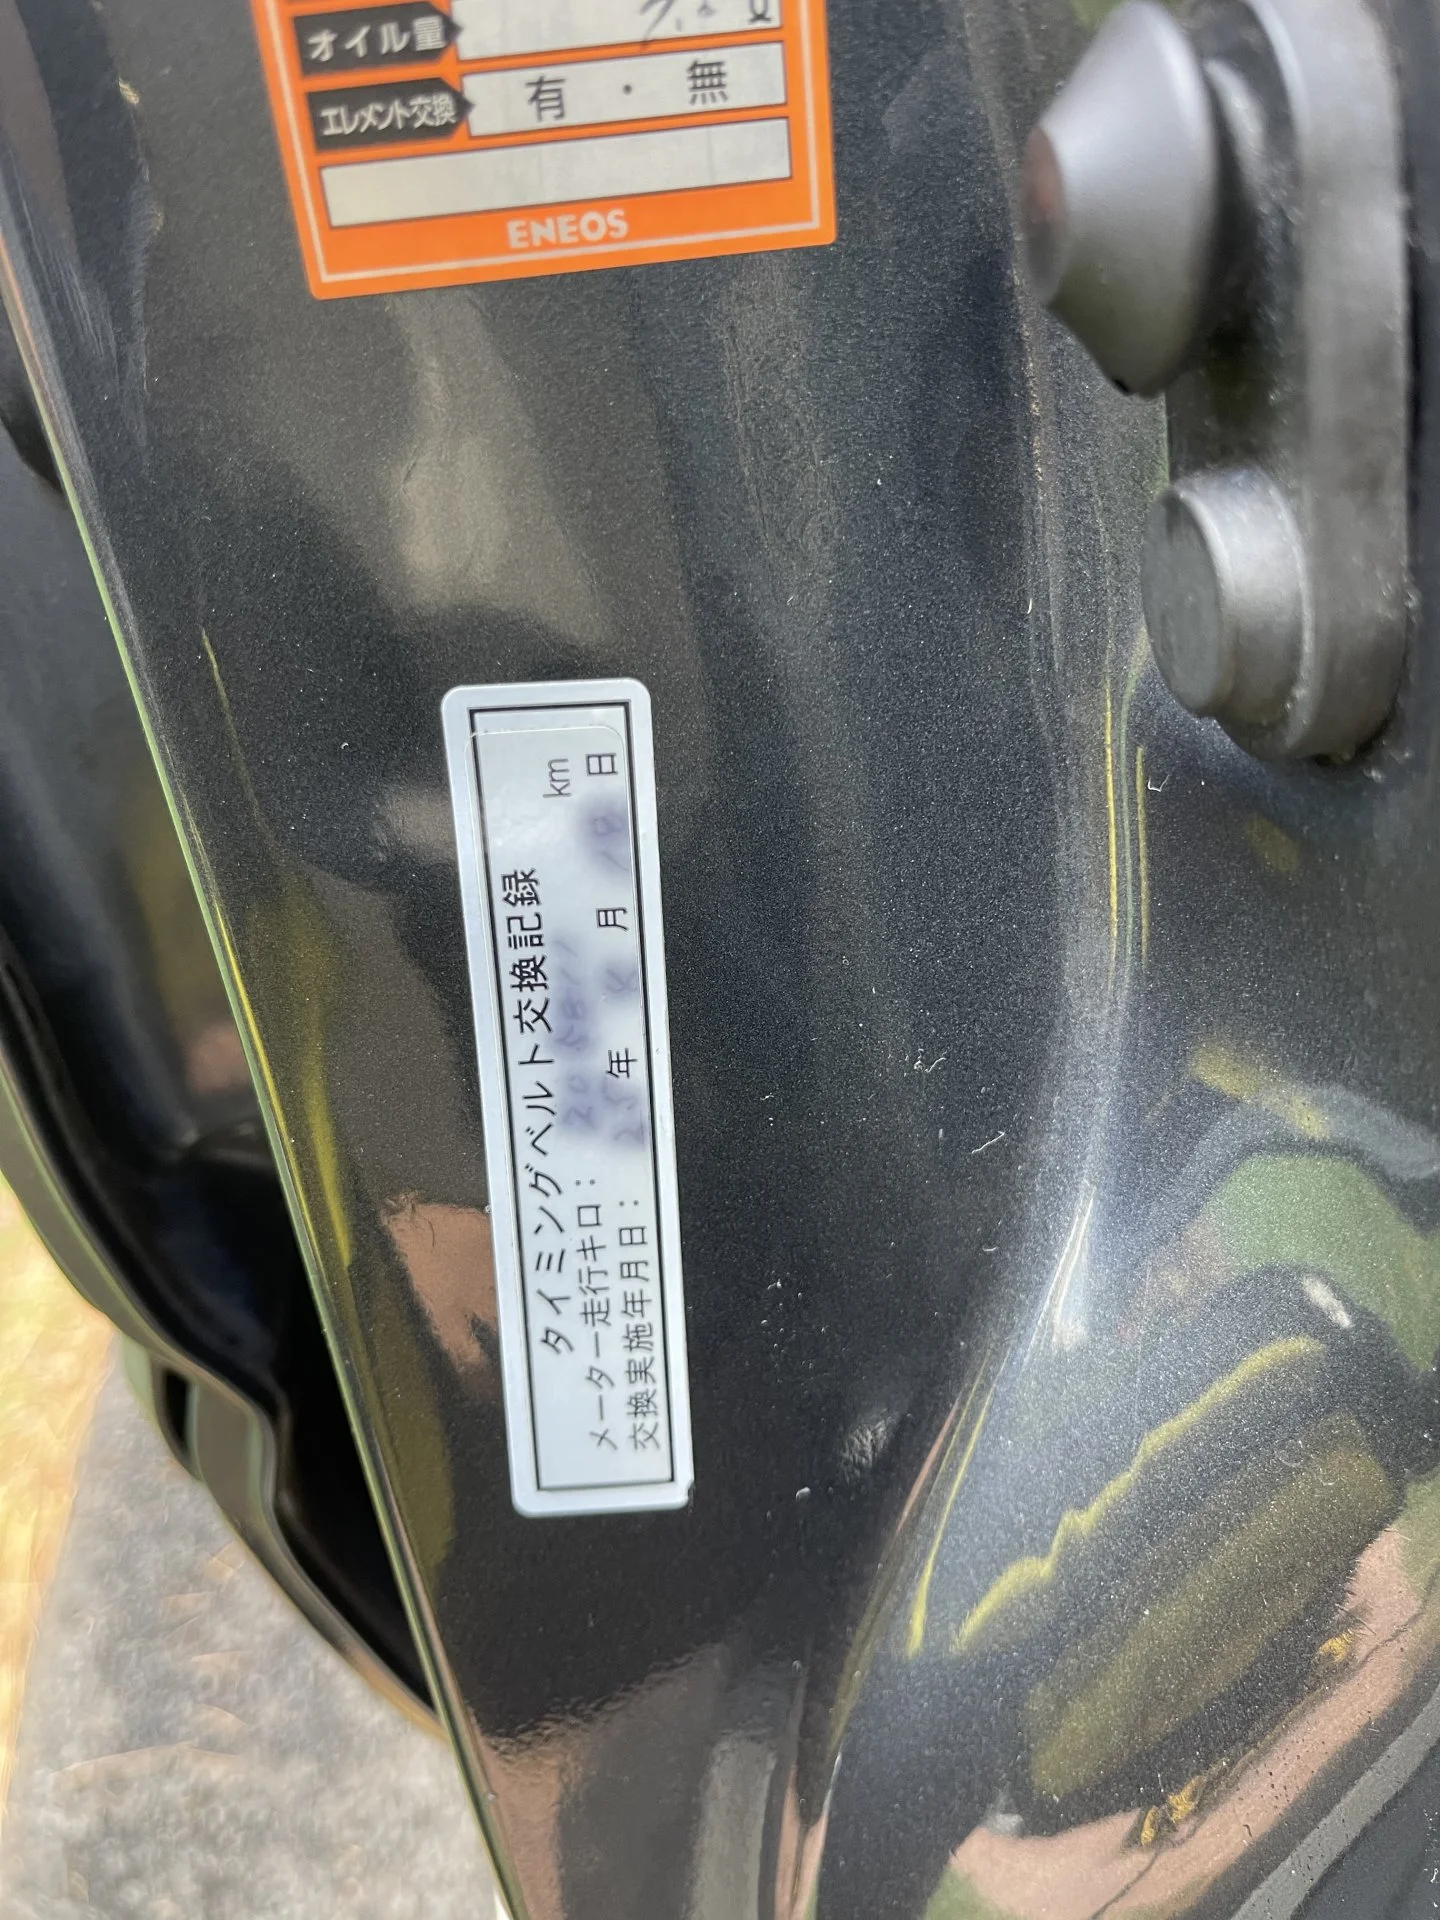 オイル量 ℓ
エレメント交換 有・無
ENEOS
タイミングベルト交換記録
メーター走行キロ： km
交換実施年月日： 年 月 日